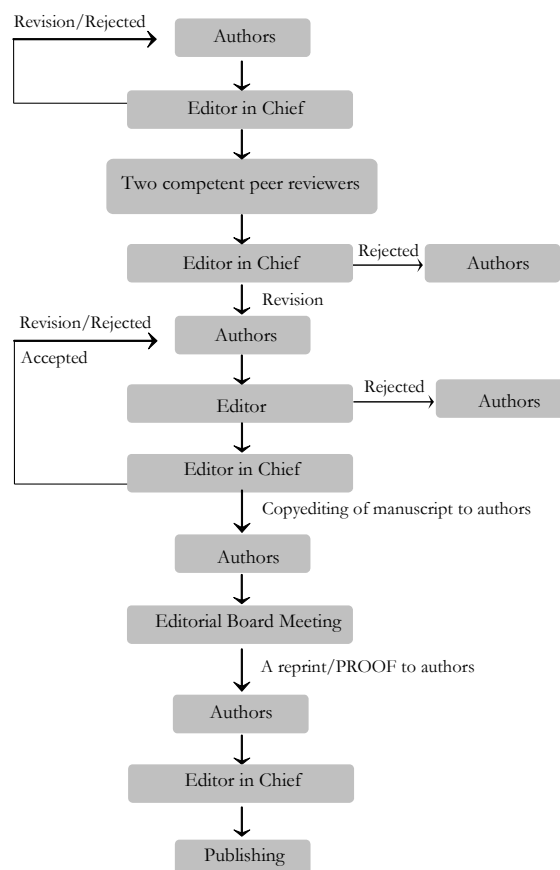 Revision/Rejected
Authors
Editor in Chief
Two competent peer reviewers
Editor in Chief
Rejected
Authors
Revision
Revision/Rejected
Accepted
Authors
Editor
Rejected
Authors
Editor in Chief
Copyediting of manuscript to authors
Authors
Editorial Board Meeting
A reprint/PROOF to authors
Authors
Editor in Chief
Publishing